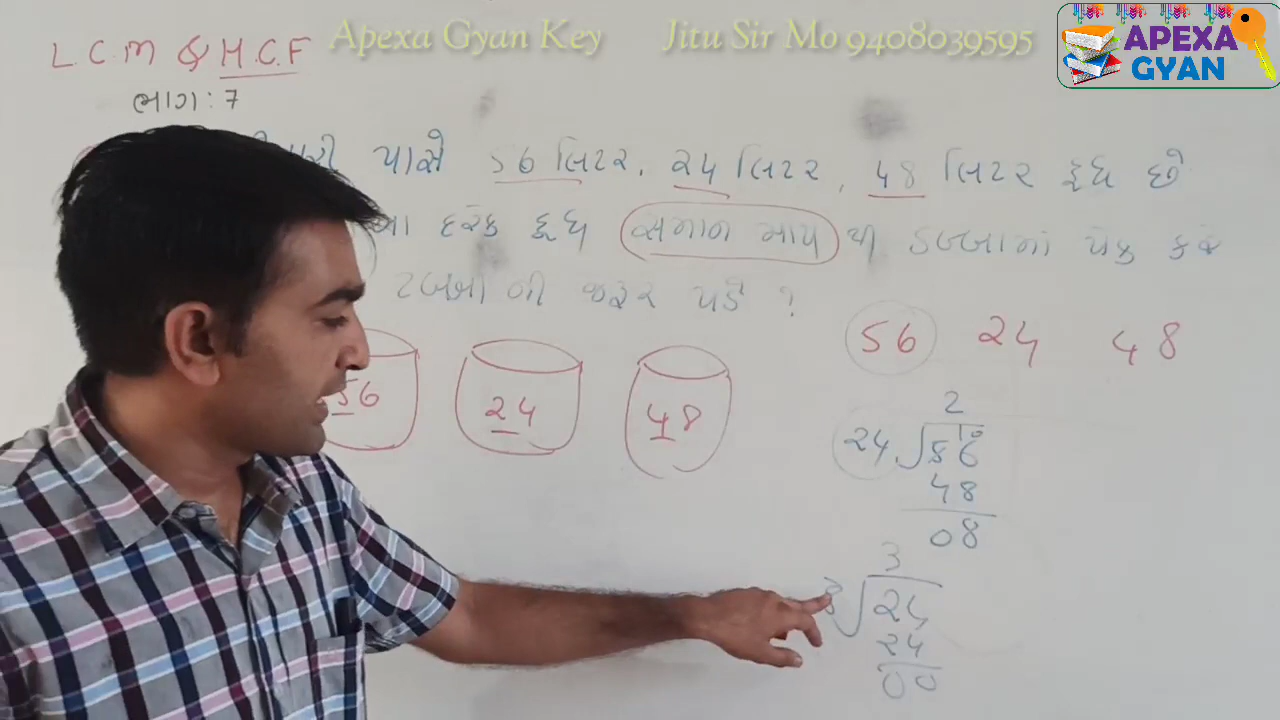 L.C.M & H.C.F
Apexa Gyan Key Jitu Sir Mo 9408039595
APEXA
GYAN
ભાગ : 7
પાસે 56 લિટર, 24 લિટર, 48 લિટર દૂધ છે
આ દરેક દૂધ સમાન માપ થી ડબ્બામાં પેક કરવા
ડબ્બા ની જરૂર પડે ?
56 24 48
56 24 48
2
24 56
48
08
3
8 24
24
00